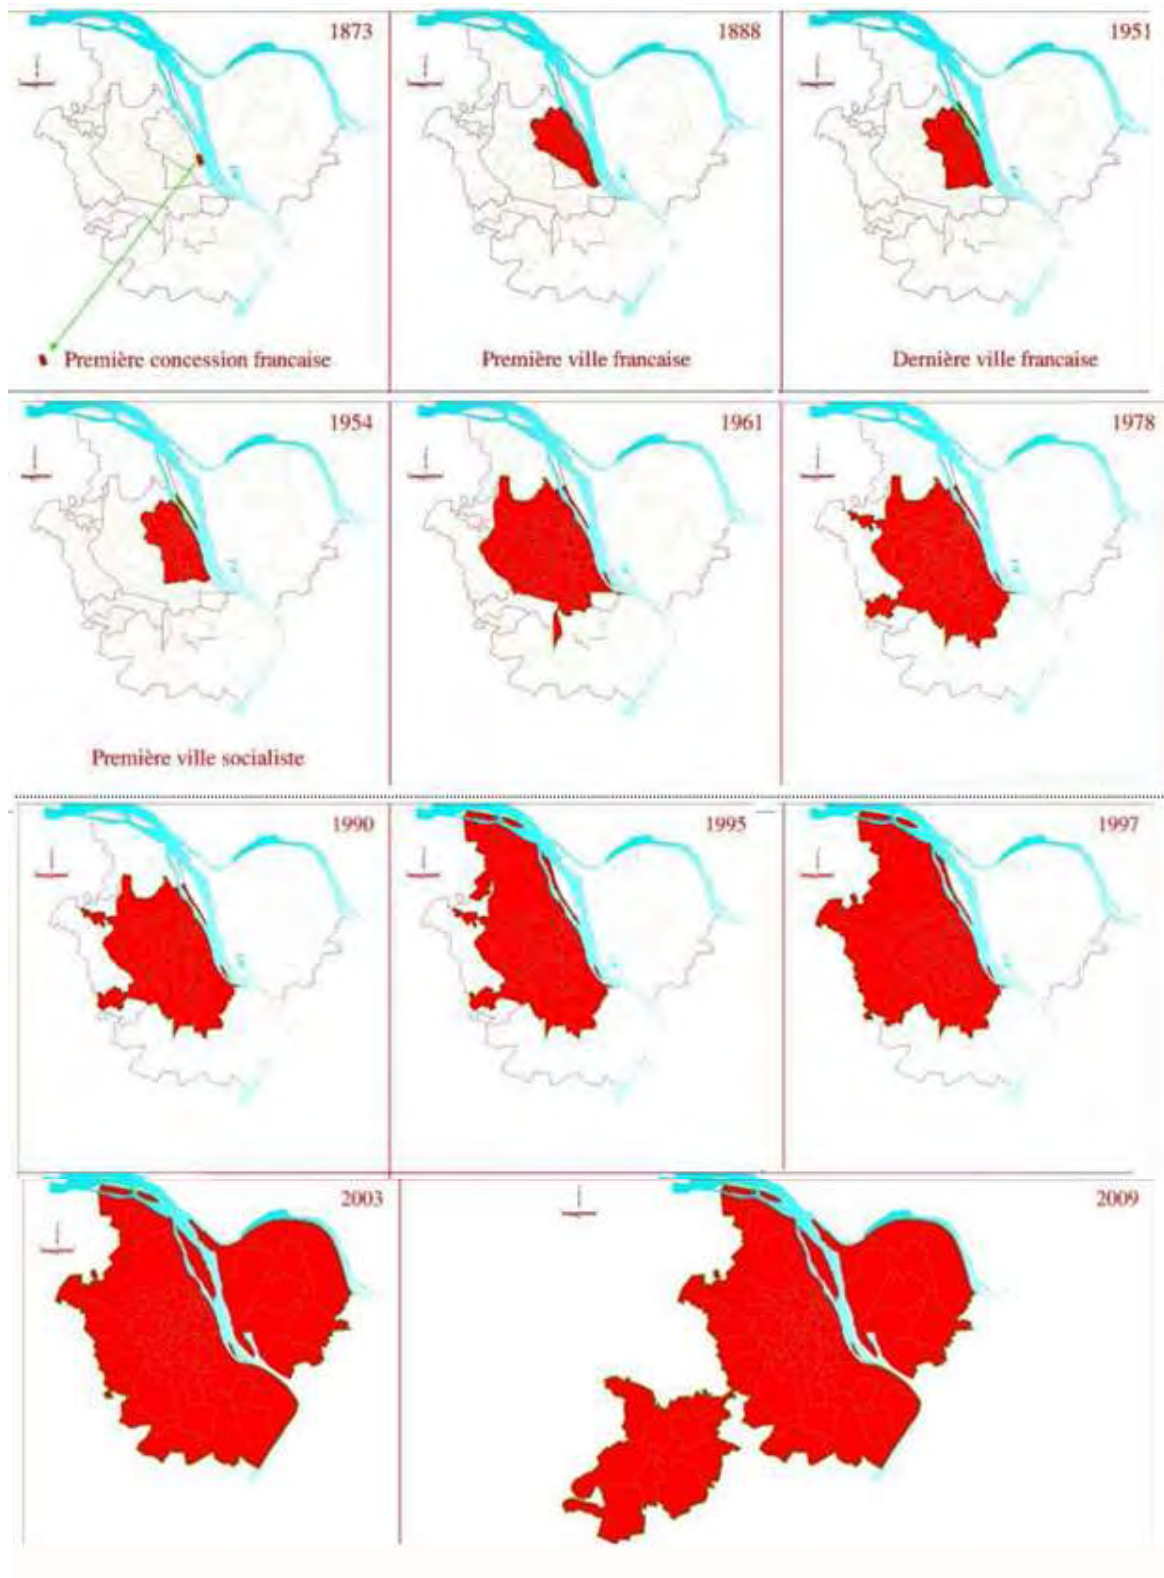 1873
1888
1951
Première concession francaise
Première ville francaise
Dernière ville francaise
1954
1961
1978
Première ville socialiste
1990
1995
1997
2003
2009